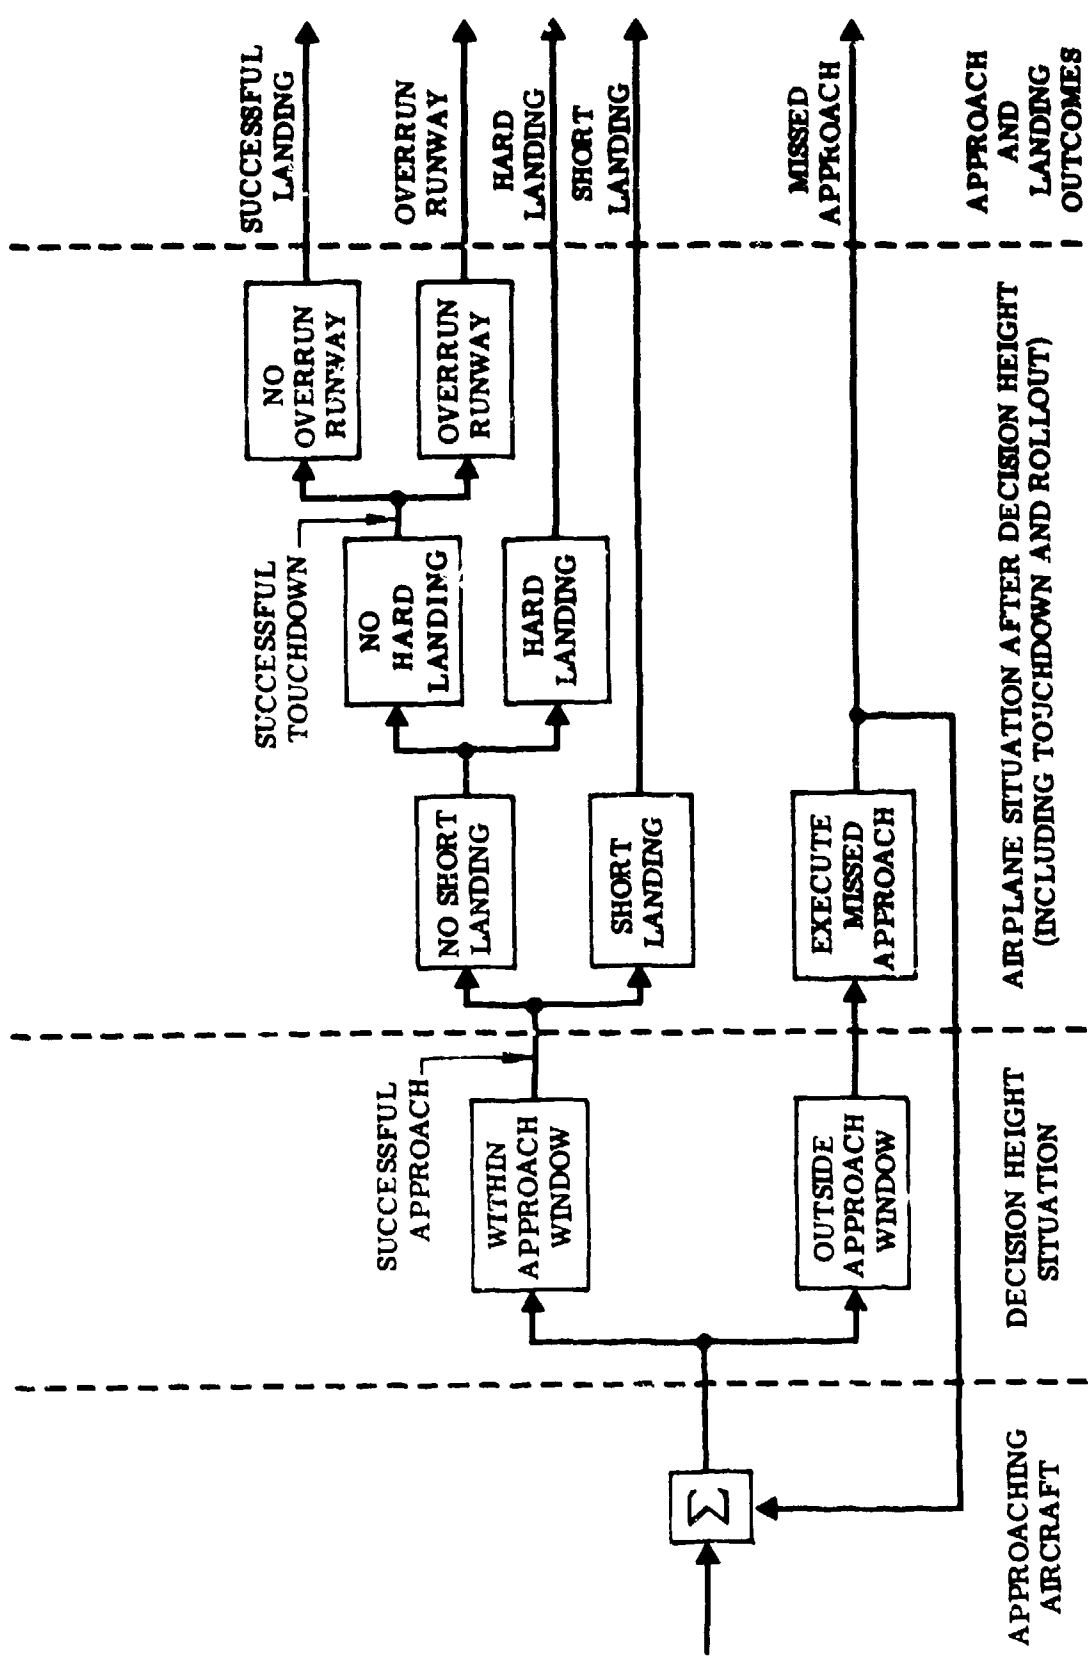 SUCCESSFUL
LANDING
OVERRUN
RUNWAY
HARD
LANDING
SHORT
LANDING
MISSED
APPROACH
APPROACH
AND
LANDING
OUTCOMES
NO
OVERRUN
RUNWAY
OVERRUN
RUNWAY
SUCCESSFUL
TOUCHDOWN
NO
HARD
LANDING
HARD
LANDING
NO SHORT
LANDING
SHORT
LANDING
EXECUTE
MISSED
APPROACH
AIRPLANE SITUATION AFTER DECISION HEIGHT
(INCLUDING TOUCHDOWN AND ROLLOUT)
SUCCESSFUL
APPROACH
WITHIN
APPROACH
WINDOW
OUTSIDE
APPROACH
WINDOW
DECISION HEIGHT
SITUATION
Σ
APPROACHING
AIRCRAFT